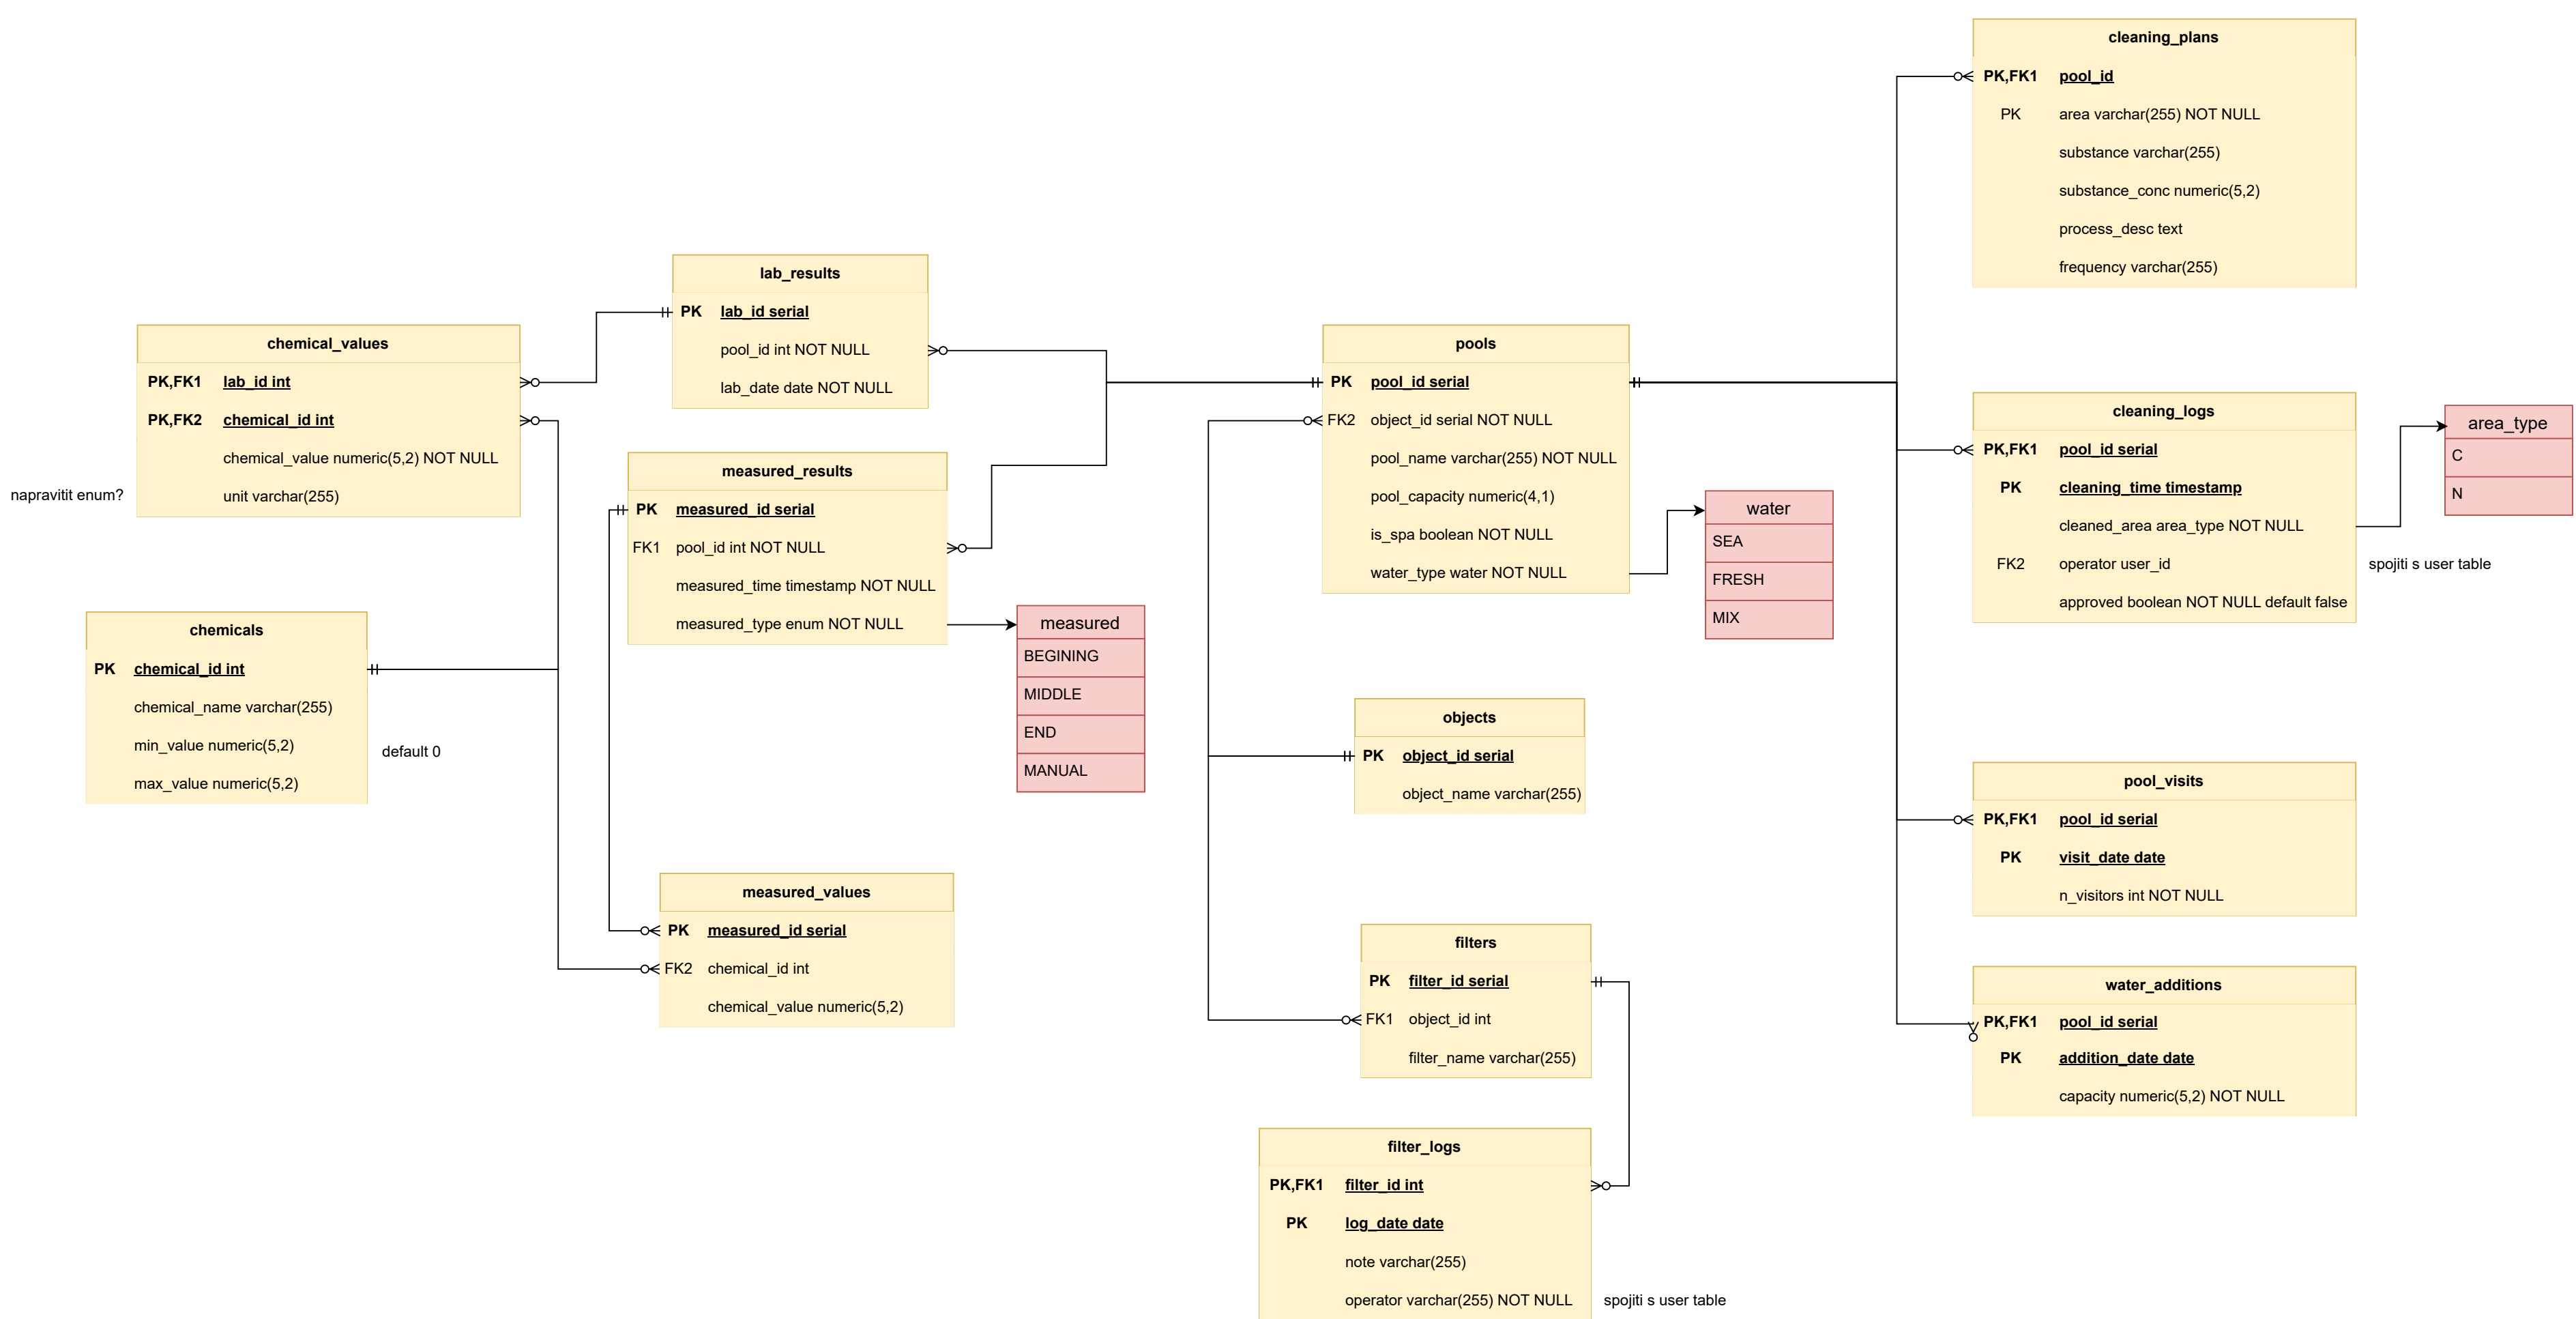 cleaning_plans
PK,FK1 pool_id
PK area varchar(255) NOT NULL
substance varchar(255)
substance_conc numeric(5,2)
process_desc text
frequency varchar(255)
lab_results
PK lab_id serial
pool_id int NOT NULL
lab_date date NOT NULL
chemical_values
PK,FK1 lab_id int
PK,FK2 chemical_id int
chemical_value numeric(5,2) NOT NULL
unit varchar(255)
napravitit enum?
pools
PK pool_id serial
FK2 object_id serial NOT NULL
pool_name varchar(255) NOT NULL
pool_capacity numeric(4,1)
is_spa boolean NOT NULL
water_type water NOT NULL
water
SEA
FRESH
MIX
cleaning_logs
PK,FK1 pool_id serial
PK cleaning_time timestamp
cleaned_area area_type NOT NULL
FK2 operator user_id
approved boolean NOT NULL default false
spojiti s user table
area_type
C
N
measured_results
PK measured_id serial
FK1 pool_id int NOT NULL
measured_time timestamp NOT NULL
measured_type enum NOT NULL
measured
BEGINING
MIDDLE
END
MANUAL
chemicals
PK chemical_id int
chemical_name varchar(255)
min_value numeric(5,2)
max_value numeric(5,2)
default 0
objects
PK object_id serial
object_name varchar(255)
pool_visits
PK,FK1 pool_id serial
PK visit_date date
n_visitors int NOT NULL
measured_values
PK measured_id serial
FK2 chemical_id int
chemical_value numeric(5,2)
filters
PK filter_id serial
FK1 object_id int
filter_name varchar(255)
water_additions
PK,FK1 pool_id serial
PK addition_date date
capacity numeric(5,2) NOT NULL
filter_logs
PK,FK1 filter_id int
PK log_date date
note varchar(255)
operator varchar(255) NOT NULL
spojiti s user table